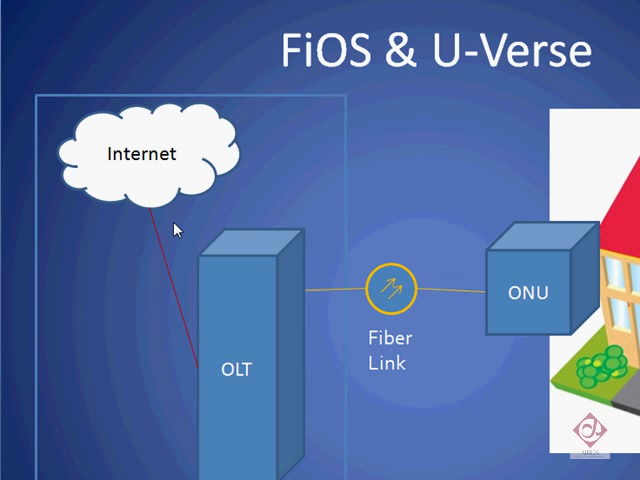 FiOS & U-Verse
Internet
OLT
Fiber
Link
ONU